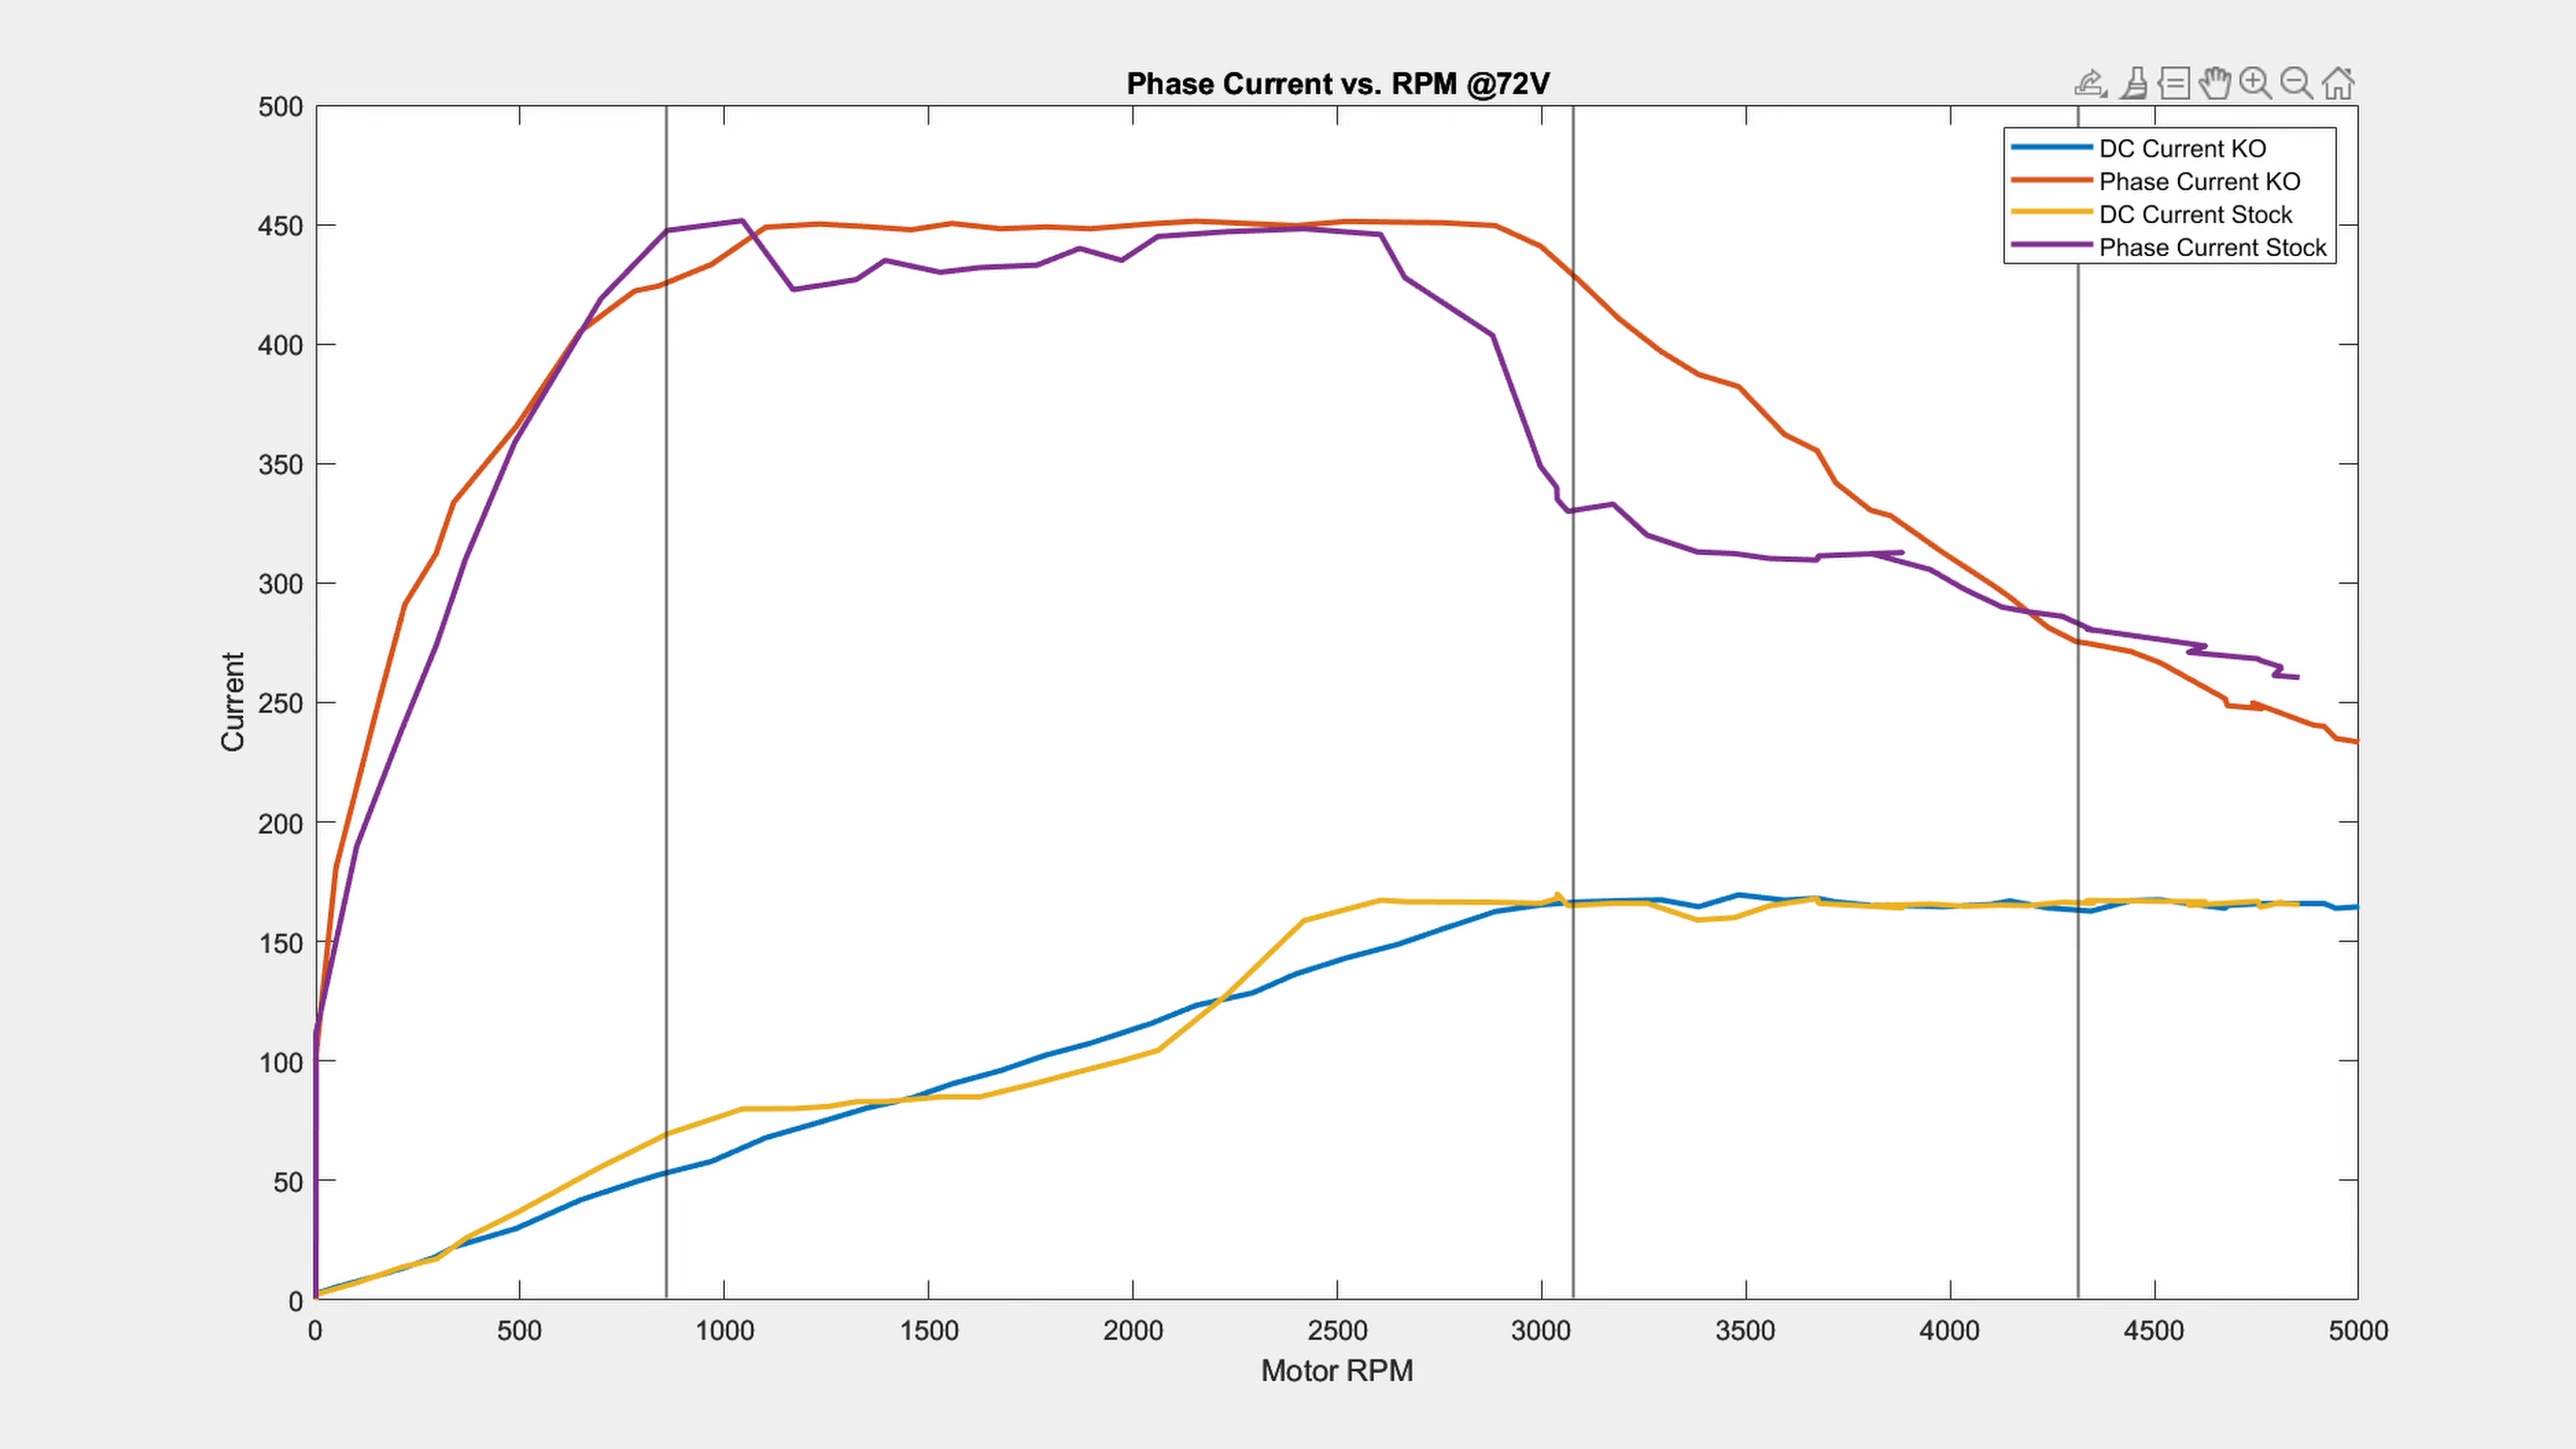 Phase Current vs. RPM @72V
500
450
400
350
300
250
200
150
100
50
0
Current
DC Current KO
Phase Current KO
DC Current Stock
Phase Current Stock
0 500 1000 1500 2000 2500 3000 3500 4000 4500 5000
Motor RPM